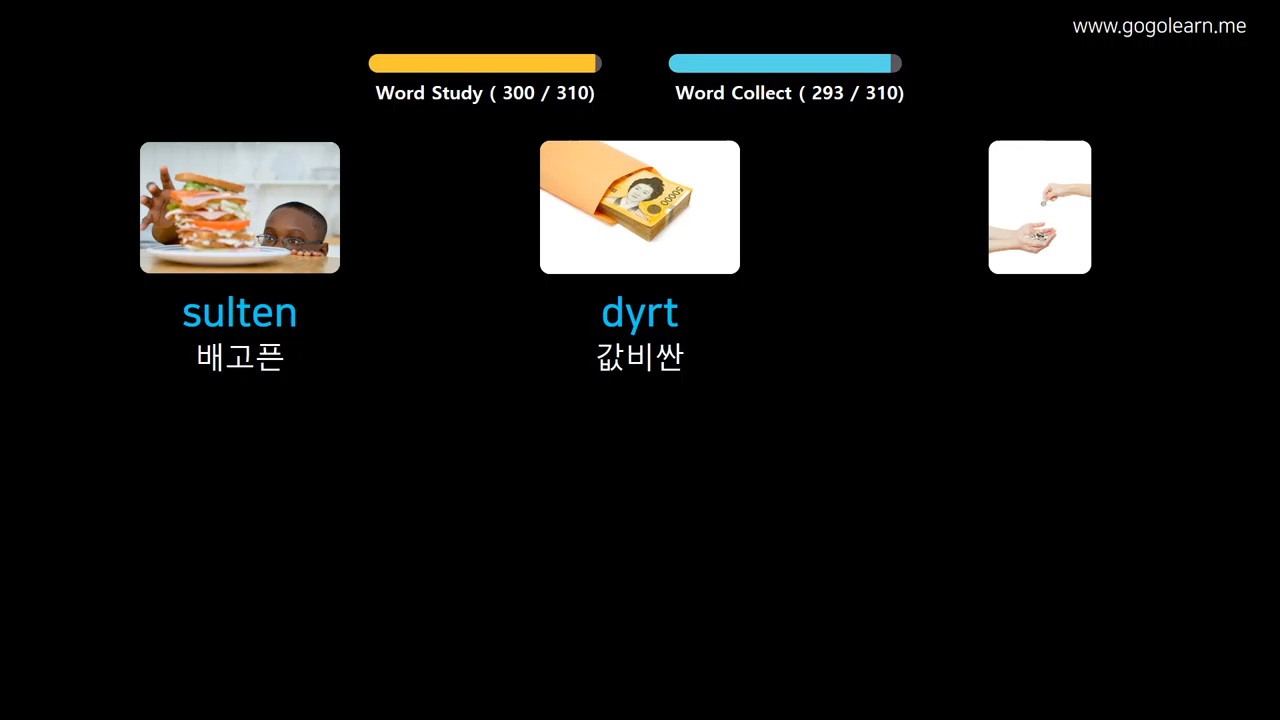 www.gogolearn.me
Word Study ( 300 / 310)
Word Collect ( 293 / 310)
50000
sulten
배고픈
dyrt
값비싼